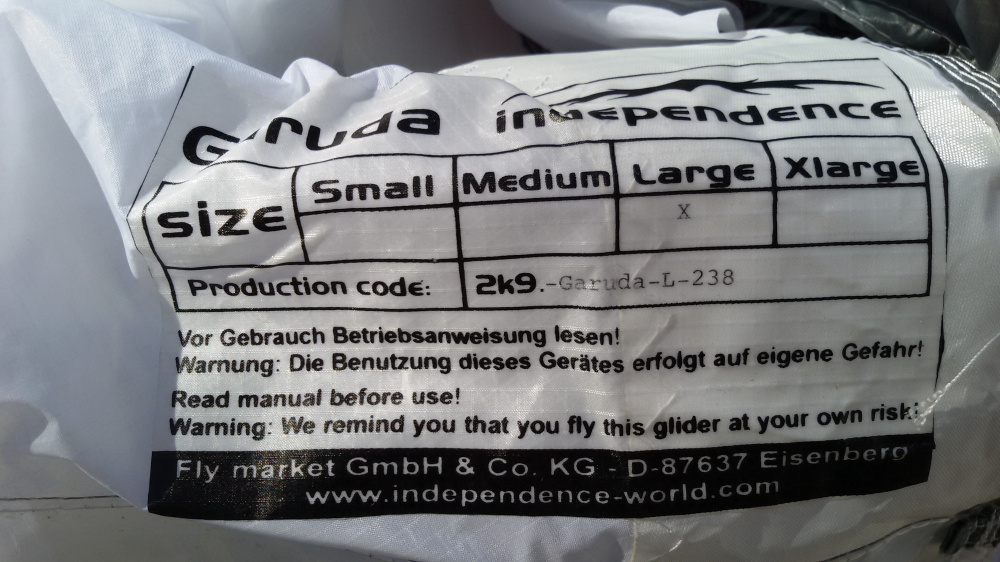 Garuda independence
size Small Medium Large Xlarge
X
Production code: 2k9.-Garuda-L-238
Vor Gebrauch Betriebsanweisung lesen!
Warnung: Die Benutzung dieses Gerätes erfolgt auf eigene Gefahr!
Read manual before use!
Warning: We remind you that you fly this glider at your own risk!
Fly market GmbH & Co. KG - D-87637 Eisenberg
www.independence-world.com